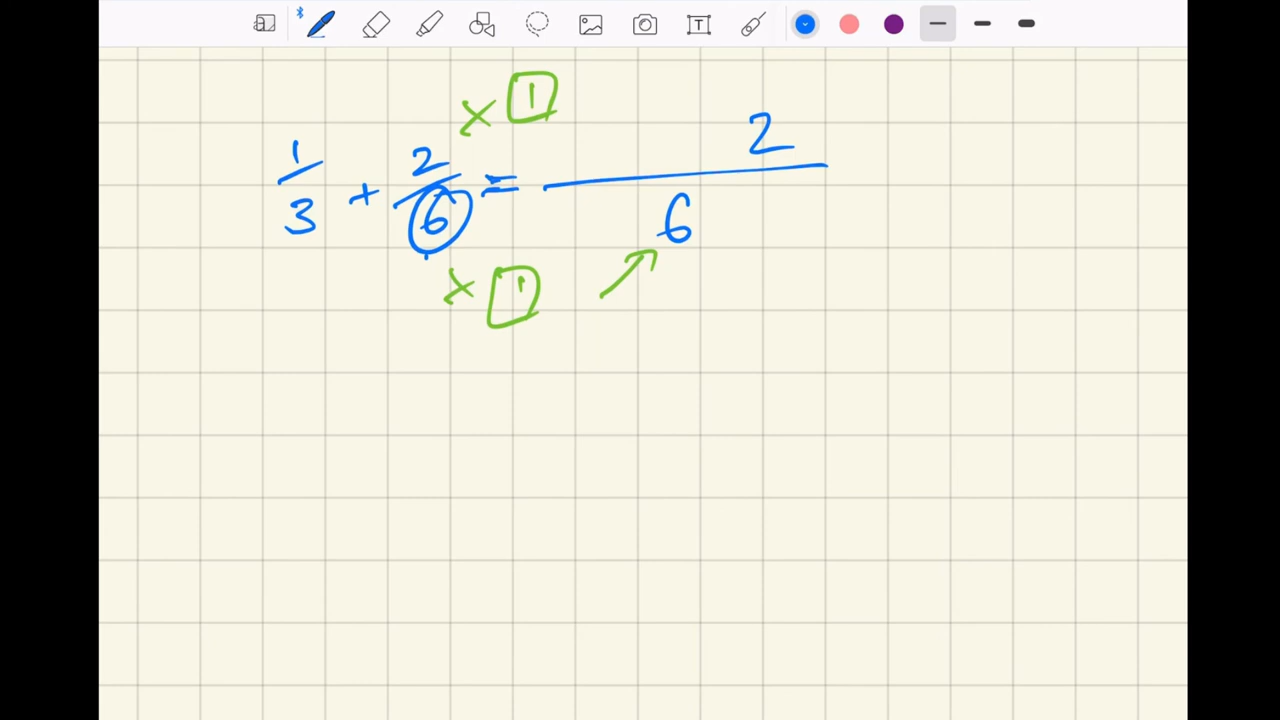 × 1
1/3 + 2/6 = 2/6
× 1